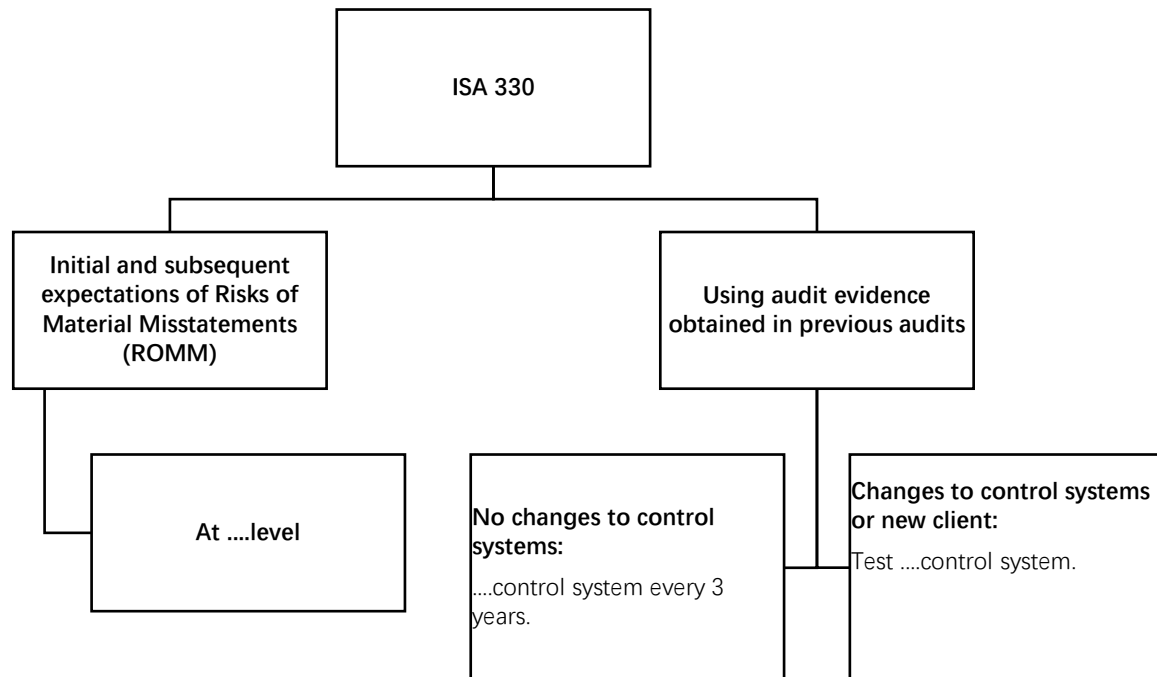 ISA 330
Initial and subsequent
expectations of Risks of
Material Misstatements
(ROMM)
Using audit evidence
obtained in previous audits
At ....level
No changes to control
systems:
....control system every 3
years.
Changes to control systems
or new client:
Test ....control system.